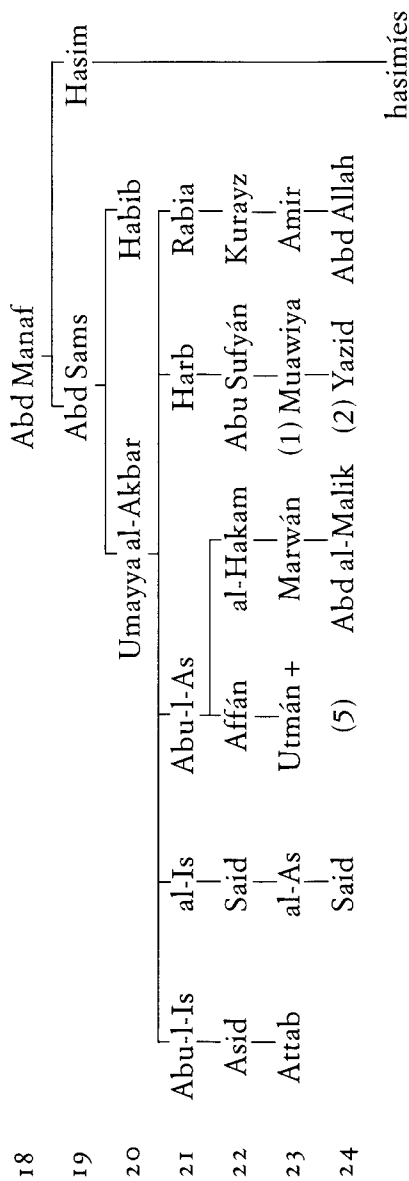 18 Abd Manaf
19 Abd Sams Hasim
20 Umayya al-Akbar Habib
21 Abu-l-Is al-Is Abu-l-As Harb Rabia
22 Asid Said Affán al-Hakam Abu Sufyán Kurayz
23 Attab al-As Utmán + Marwán (1) Muawiya Amir
24 Said (5) Abd al-Malik (2) Yazid Abd Allah
hasimíes